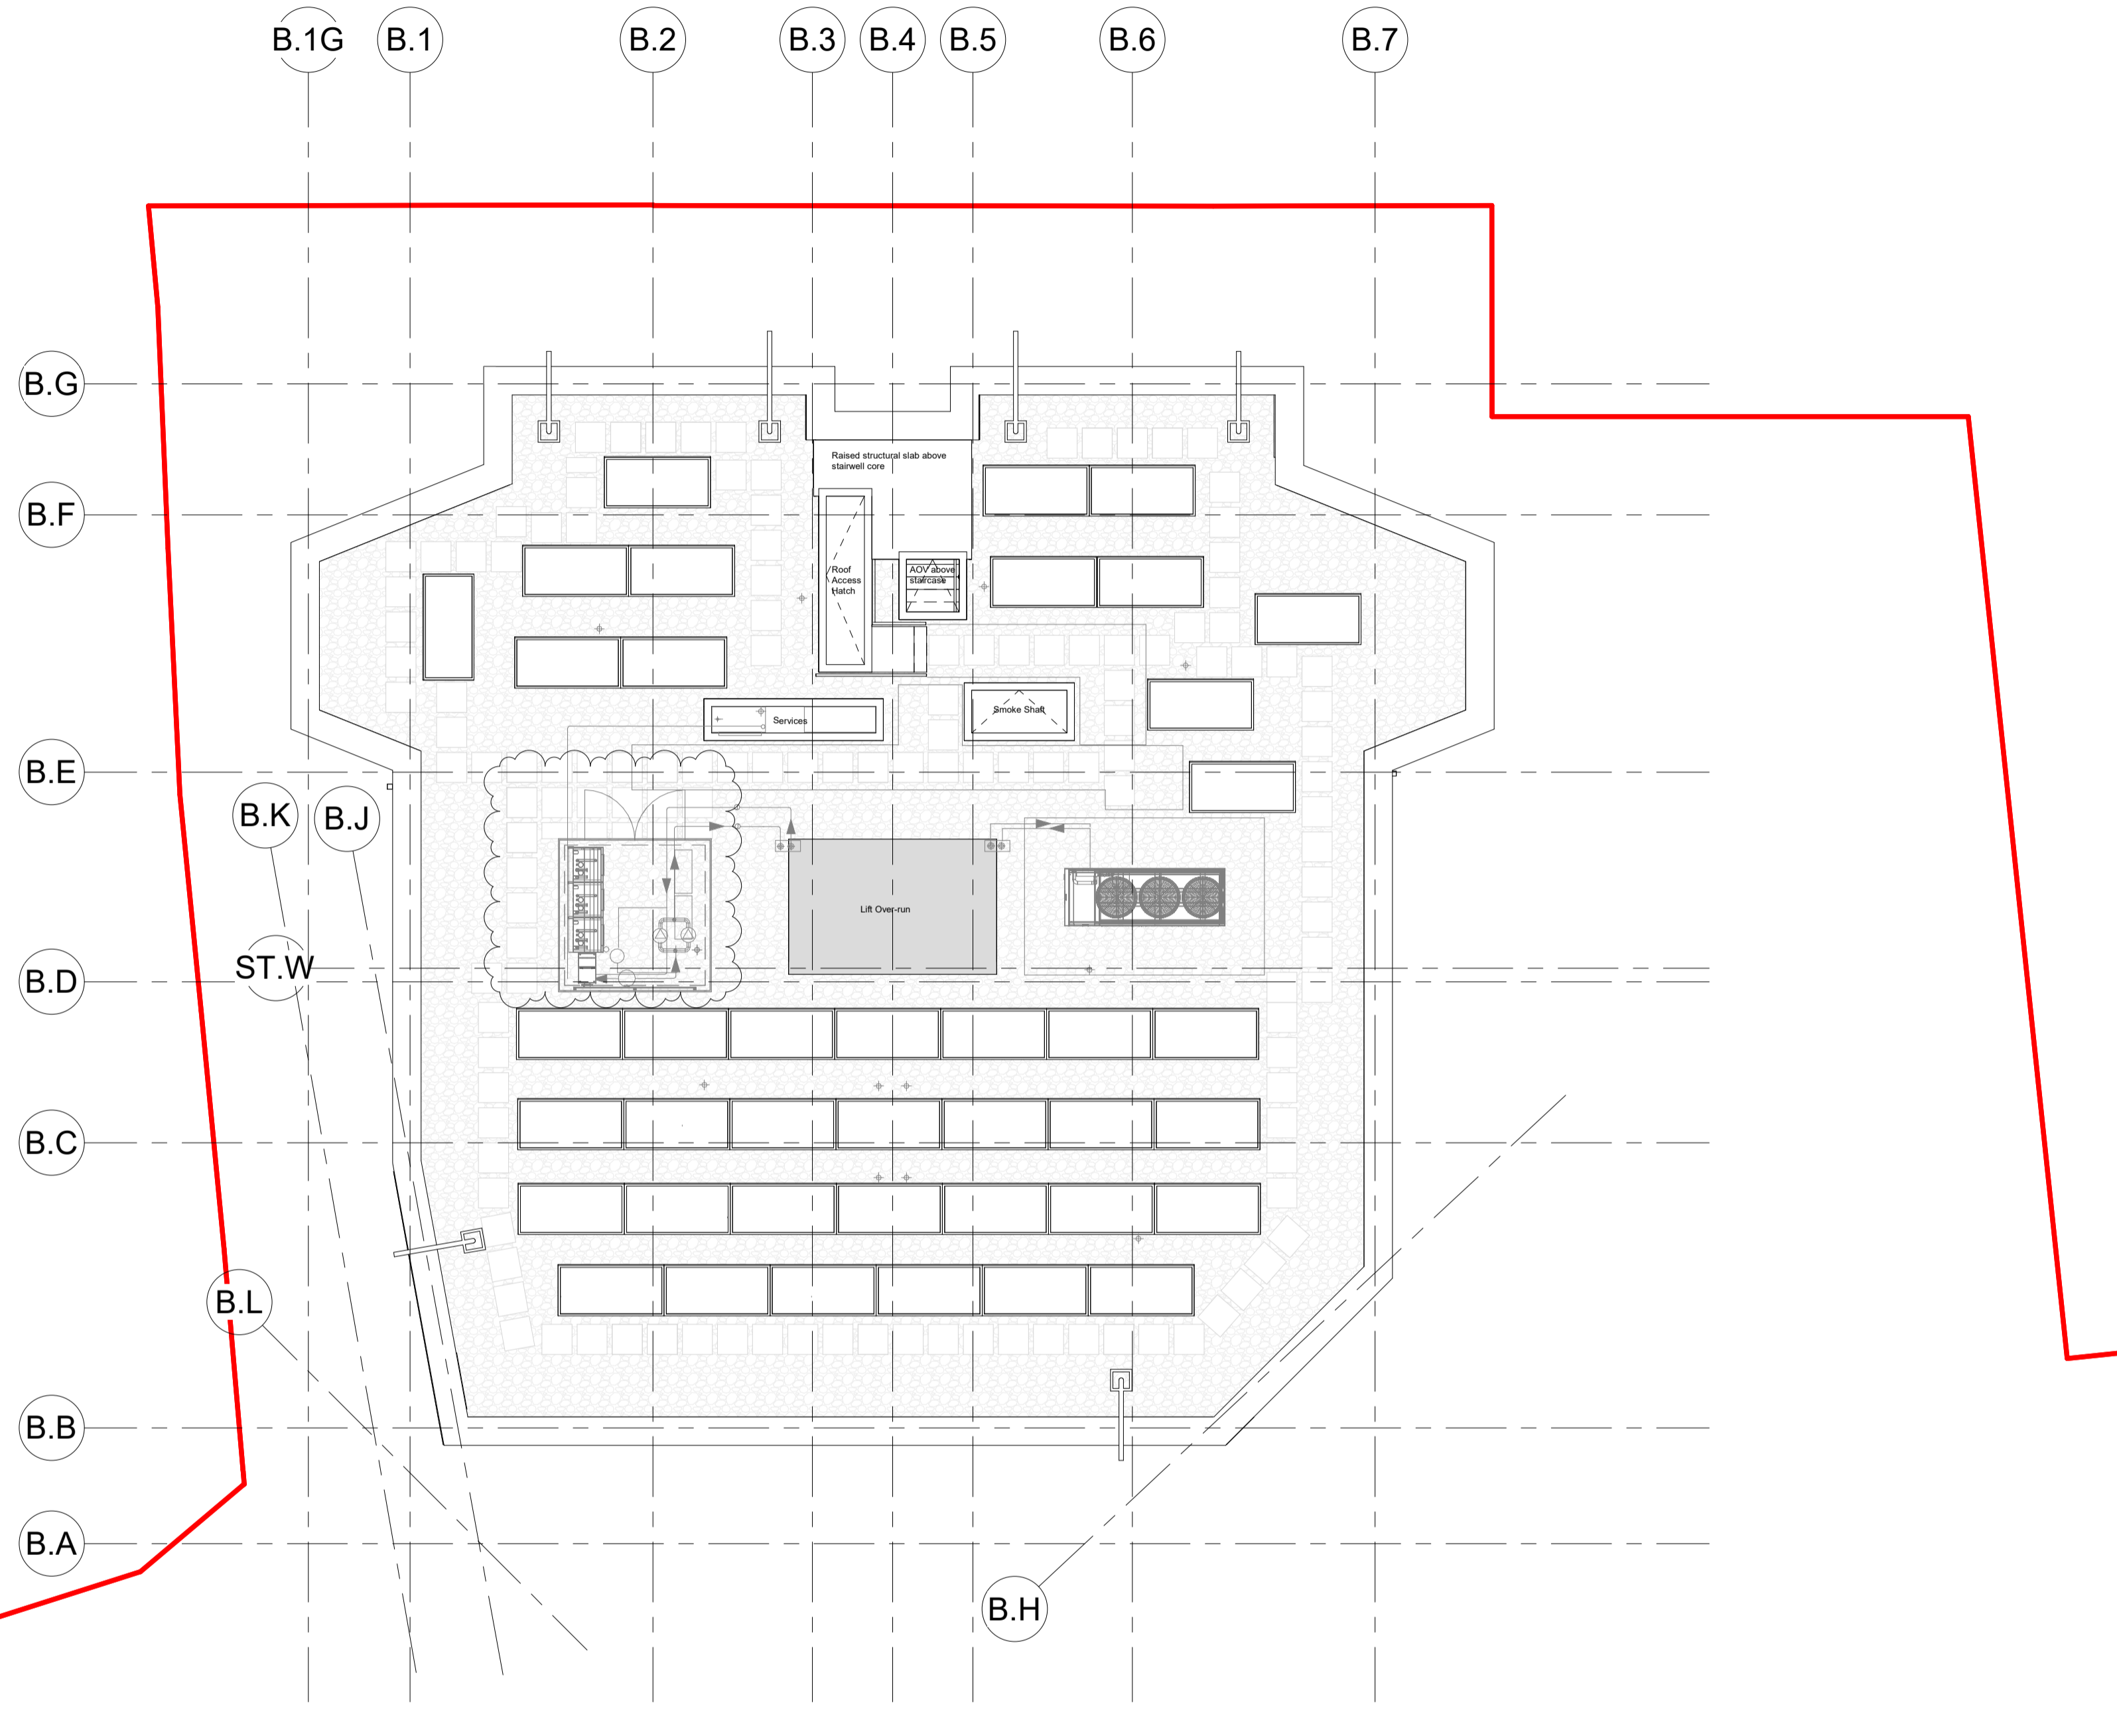 B.1G
B.1
B.2
B.3
B.4
B.5
B.6
B.7
B.G
Raised structural slab above
stairwell core
B.F
Roof
Access
Hatch
AOV above
staircase
Smoke Shaft
Services
B.E
B.K
B.J
Lift Over-run
ST.W
B.D
B.C
B.L
B.B
B.A
B.H